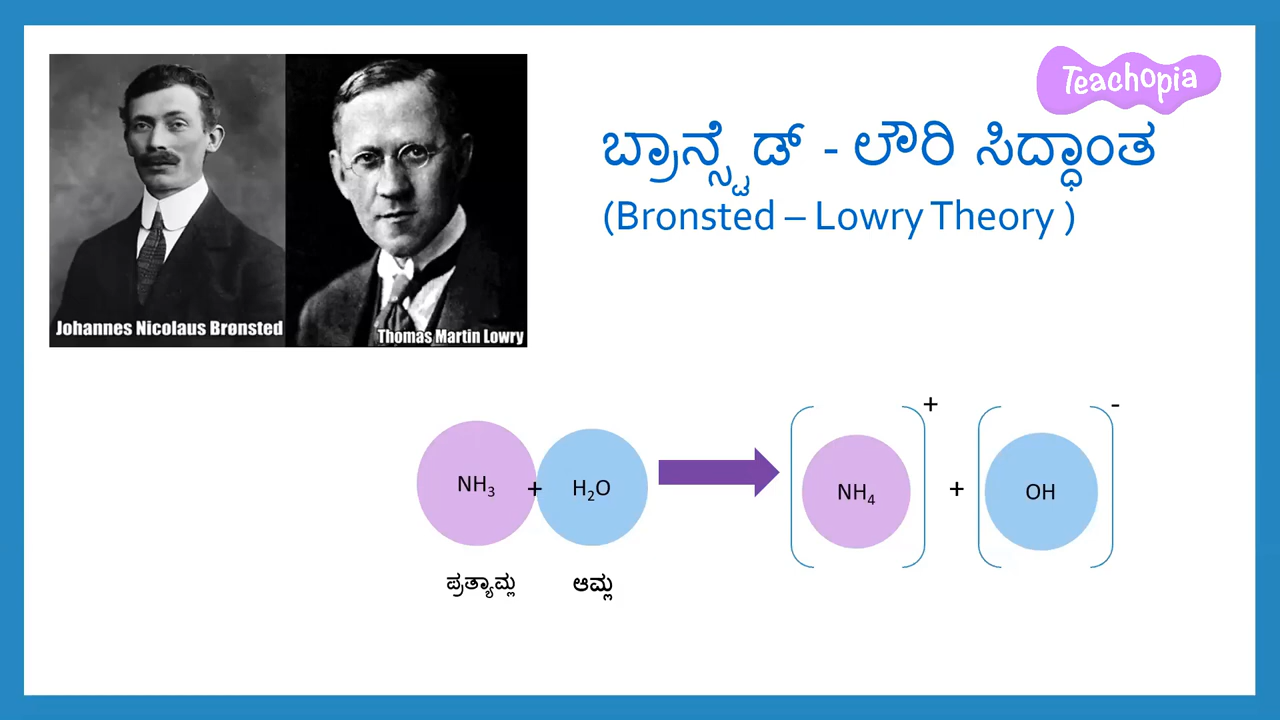 Teachopia
ಬ್ರಾನ್ಸ್ಟೆಡ್ - ಲೌರಿ ಸಿದ್ಧಾಂತ
(Bronsted – Lowry Theory )
Johannes Nicolaus Brønsted
Thomas Martin Lowry
NH₃ + H₂O [NH₄]⁺ + [OH]⁻
ಪ್ರತ್ಯಾಮ್ಲ ಆಮ್ಲ